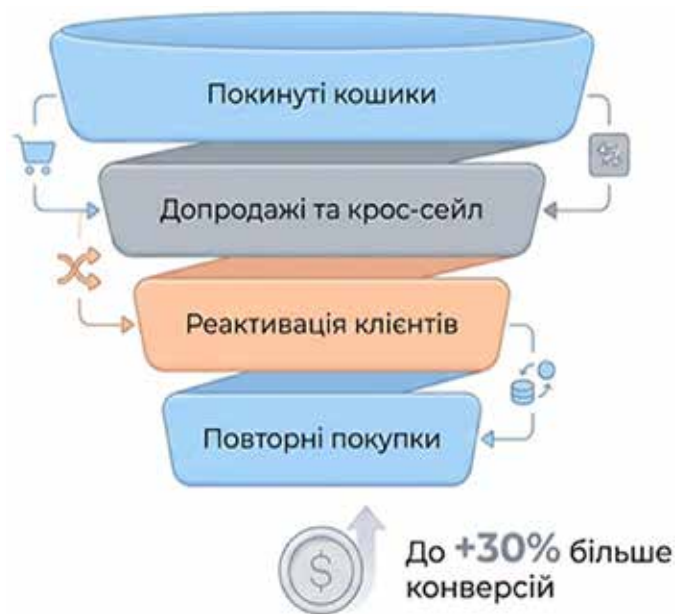 Покинуті кошики
Допродажі та крос-сейл
Реактивація клієнтів
Повторні покупки
$
До +30% більше
конверсій